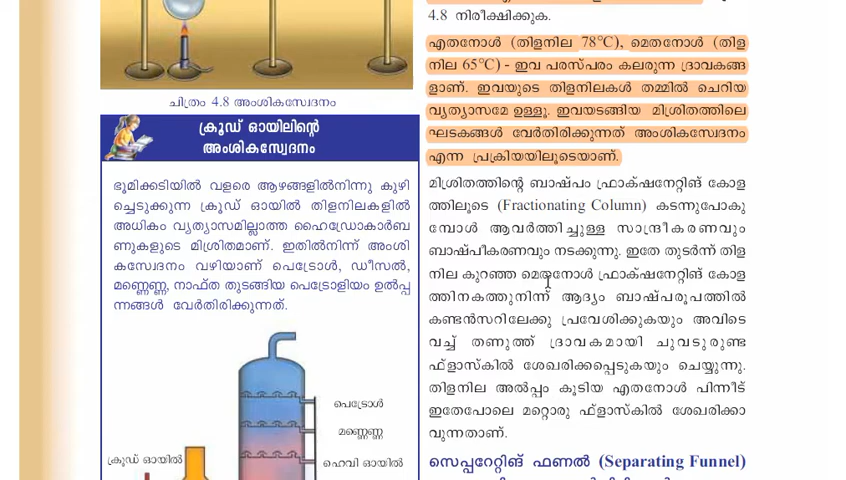 ചിത്രം 4.8 അംശികസ്വേദനം
ക്രൂഡ് ഓയിലിന്റെ
അംശികസ്വേദനം
ഭൂമിക്കടിയിൽ വളരെ ആഴങ്ങളിൽനിന്നു കുഴി
ച്ചെടുക്കുന്ന ക്രൂഡ് ഓയിൽ തിളനിലകളിൽ
അധികം വ്യത്യാസമില്ലാത്ത ഹൈഡ്രോകാർബ
ണുകളുടെ മിശ്രിതമാണ്. ഇതിൽനിന്ന് അംശി
കസ്വേദനം വഴിയാണ് പെട്രോൾ, ഡീസൽ,
മണ്ണെണ്ണ, നാഫ്ത തുടങ്ങിയ പെട്രോളിയം ഉൽപ്പ
ന്നങ്ങൾ വേർതിരിക്കുന്നത്.
പെട്രോൾ
മണ്ണെണ്ണ
ക്രൂഡ് ഓയിൽ
ഹെവി ഓയിൽ
4.8 നിരീക്ഷിക്കുക.
എതനോൾ (തിളനില 78°C), മെതനോൾ (തിള
നില 65°C) - ഇവ പരസ്പരം കലരുന്ന ദ്രാവകങ്ങ
ളാണ്. ഇവയുടെ തിളനിലകൾ തമ്മിൽ ചെറിയ
വ്യത്യാസമേ ഉള്ളൂ. ഇവയടങ്ങിയ മിശ്രിതത്തിലെ
ഘടകങ്ങൾ വേർതിരിക്കുന്നത് അംശികസ്വേദനം
എന്ന പ്രക്രിയയിലൂടെയാണ്.
മിശ്രിതത്തിന്റെ ബാഷ്പം ഫ്രാക്ഷനേറ്റിങ് കോള
ത്തിലൂടെ (Fractionating Column) കടന്നുപോകു
മ്പോൾ ആവർത്തിച്ചുള്ള സാന്ദ്രീകരണവും
ബാഷ്പീകരണവും നടക്കുന്നു. ഇതേ തുടർന്ന് തിള
നില കുറഞ്ഞ മെതനോൾ ഫ്രാക്ഷനേറ്റിങ് കോള
ത്തിനകത്തുനിന്ന് ആദ്യം ബാഷ്പരൂപത്തിൽ
കണ്ടൻസറിലേക്കു പ്രവേശിക്കുകയും അവിടെ
വച്ച് തണുത്ത് ദ്രാവകമായി ചുവടുരുണ്ട
ഫ്ളാസ്കിൽ ശേഖരിക്കപ്പെടുകയും ചെയ്യുന്നു.
തിളനില അൽപ്പം കൂടിയ എതനോൾ പിന്നീട്
ഇതേപോലെ മറ്റൊരു ഫ്ളാസ്കിൽ ശേഖരിക്കാ
വുന്നതാണ്.
സെപ്പറേറ്റിങ് ഫണൽ (Separating Funnel)